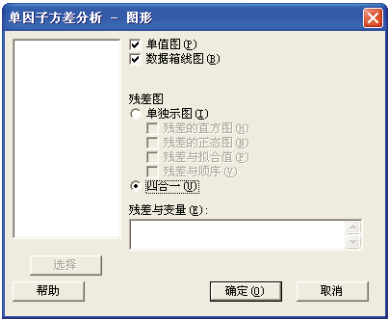 单因子方差分析 - 图形
单值图(P)
数据箱线图(B)
残差图
单独示图(I)
残差的直方图(H)
残差的正态图(N)
残差与拟合值(F)
残差与顺序(V)
四合一(U)
残差与变量(E):
选择
帮助
确定(O)
取消